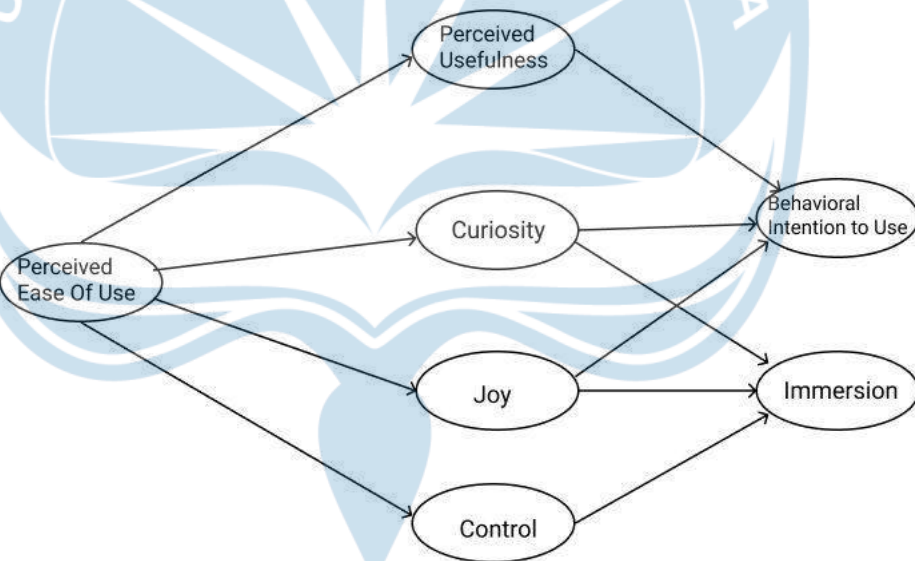 Perceived
Usefulness
Curiosity
Behavioral
Intention to Use
Perceived
Ease Of Use
Joy
Immersion
Control